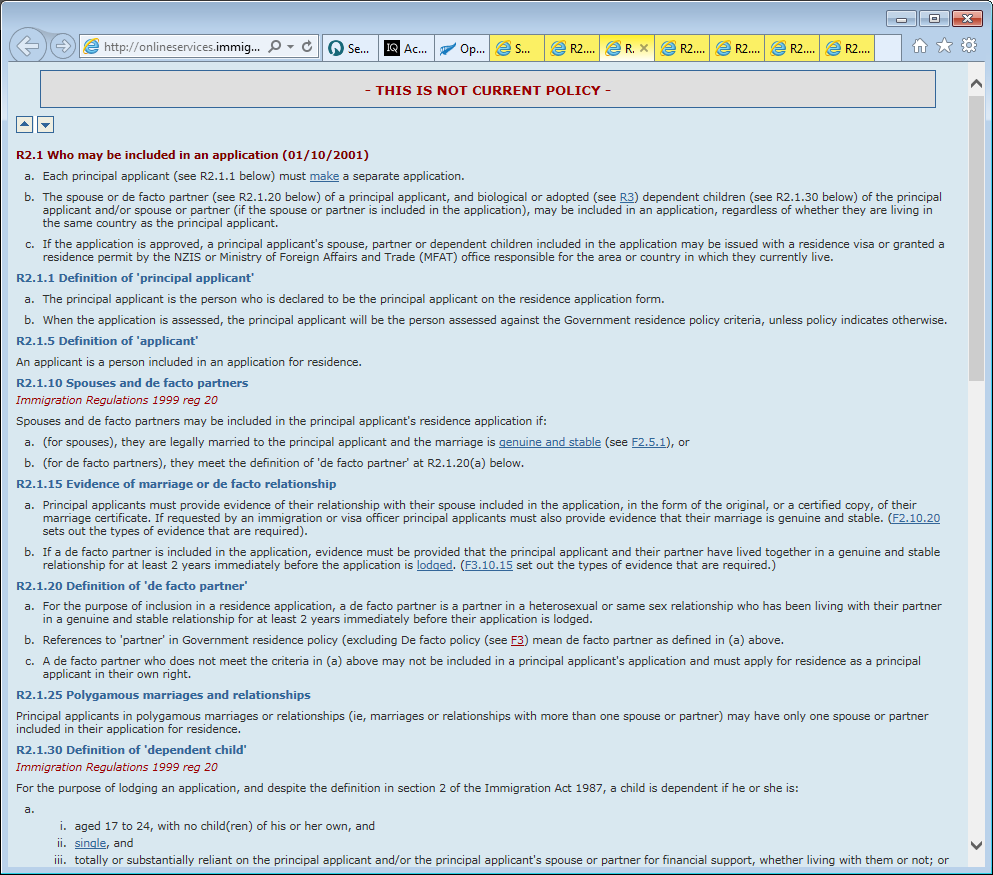 http://onlineservices.immig...
Se...
IQ Ac...
Op...
S...
R2....
R.
R2....
R2....
R2....
R2....
- THIS IS NOT CURRENT POLICY -
R2.1 Who may be included in an application (01/10/2001)
a. Each principal applicant (see R2.1.1 below) must make a separate application.
b. The spouse or de facto partner (see R2.1.20 below) of a principal applicant, and biological or adopted (see R3) dependent children (see R2.1.30 below) of the principal
applicant and/or spouse or partner (if the spouse or partner is included in the application), may be included in an application, regardless of whether they are living in
the same country as the principal applicant.
c. If the application is approved, a principal applicant's spouse, partner or dependent children included in the application may be issued with a residence visa or granted a
residence permit by the NZIS or Ministry of Foreign Affairs and Trade (MFAT) office responsible for the area or country in which they currently live.
R2.1.1 Definition of 'principal applicant'
a. The principal applicant is the person who is declared to be the principal applicant on the residence application form.
b. When the application is assessed, the principal applicant will be the person assessed against the Government residence policy criteria, unless policy indicates otherwise.
R2.1.5 Definition of 'applicant'
An applicant is a person included in an application for residence.
R2.1.10 Spouses and de facto partners
Immigration Regulations 1999 reg 20
Spouses and de facto partners may be included in the principal applicant's residence application if:
a. (for spouses), they are legally married to the principal applicant and the marriage is genuine and stable (see F2.5.1), or
b. (for de facto partners), they meet the definition of 'de facto partner' at R2.1.20(a) below.
R2.1.15 Evidence of marriage or de facto relationship
a. Principal applicants must provide evidence of their relationship with their spouse included in the application, in the form of the original, or a certified copy, of their
marriage certificate. If requested by an immigration or visa officer principal applicants must also provide evidence that their marriage is genuine and stable. (F2.10.20
sets out the types of evidence that are required).
b. If a de facto partner is included in the application, evidence must be provided that the principal applicant and their partner have lived together in a genuine and stable
relationship for at least 2 years immediately before the application is lodged. (F3.10.15 set out the types of evidence that are required.)
R2.1.20 Definition of 'de facto partner'
a. For the purpose of inclusion in a residence application, a de facto partner is a partner in a heterosexual or same sex relationship who has been living with their partner
in a genuine and stable relationship for at least 2 years immediately before their application is lodged.
b. References to 'partner' in Government residence policy (excluding De facto policy (see F3) mean de facto partner as defined in (a) above.
c. A de facto partner who does not meet the criteria in (a) above may not be included in a principal applicant's application and must apply for residence as a principal
applicant in their own right.
R2.1.25 Polygamous marriages and relationships
Principal applicants in polygamous marriages or relationships (ie, marriages or relationships with more than one spouse or partner) may have only one spouse or partner
included in their application for residence.
R2.1.30 Definition of 'dependent child'
Immigration Regulations 1999 reg 20
For the purpose of lodging an application, and despite the definition in section 2 of the Immigration Act 1987, a child is dependent if he or she is:
a.
i. aged 17 to 24, with no child(ren) of his or her own, and
ii. single, and
iii. totally or substantially reliant on the principal applicant and/or the principal applicant's spouse or partner for financial support, whether living with them or not; or